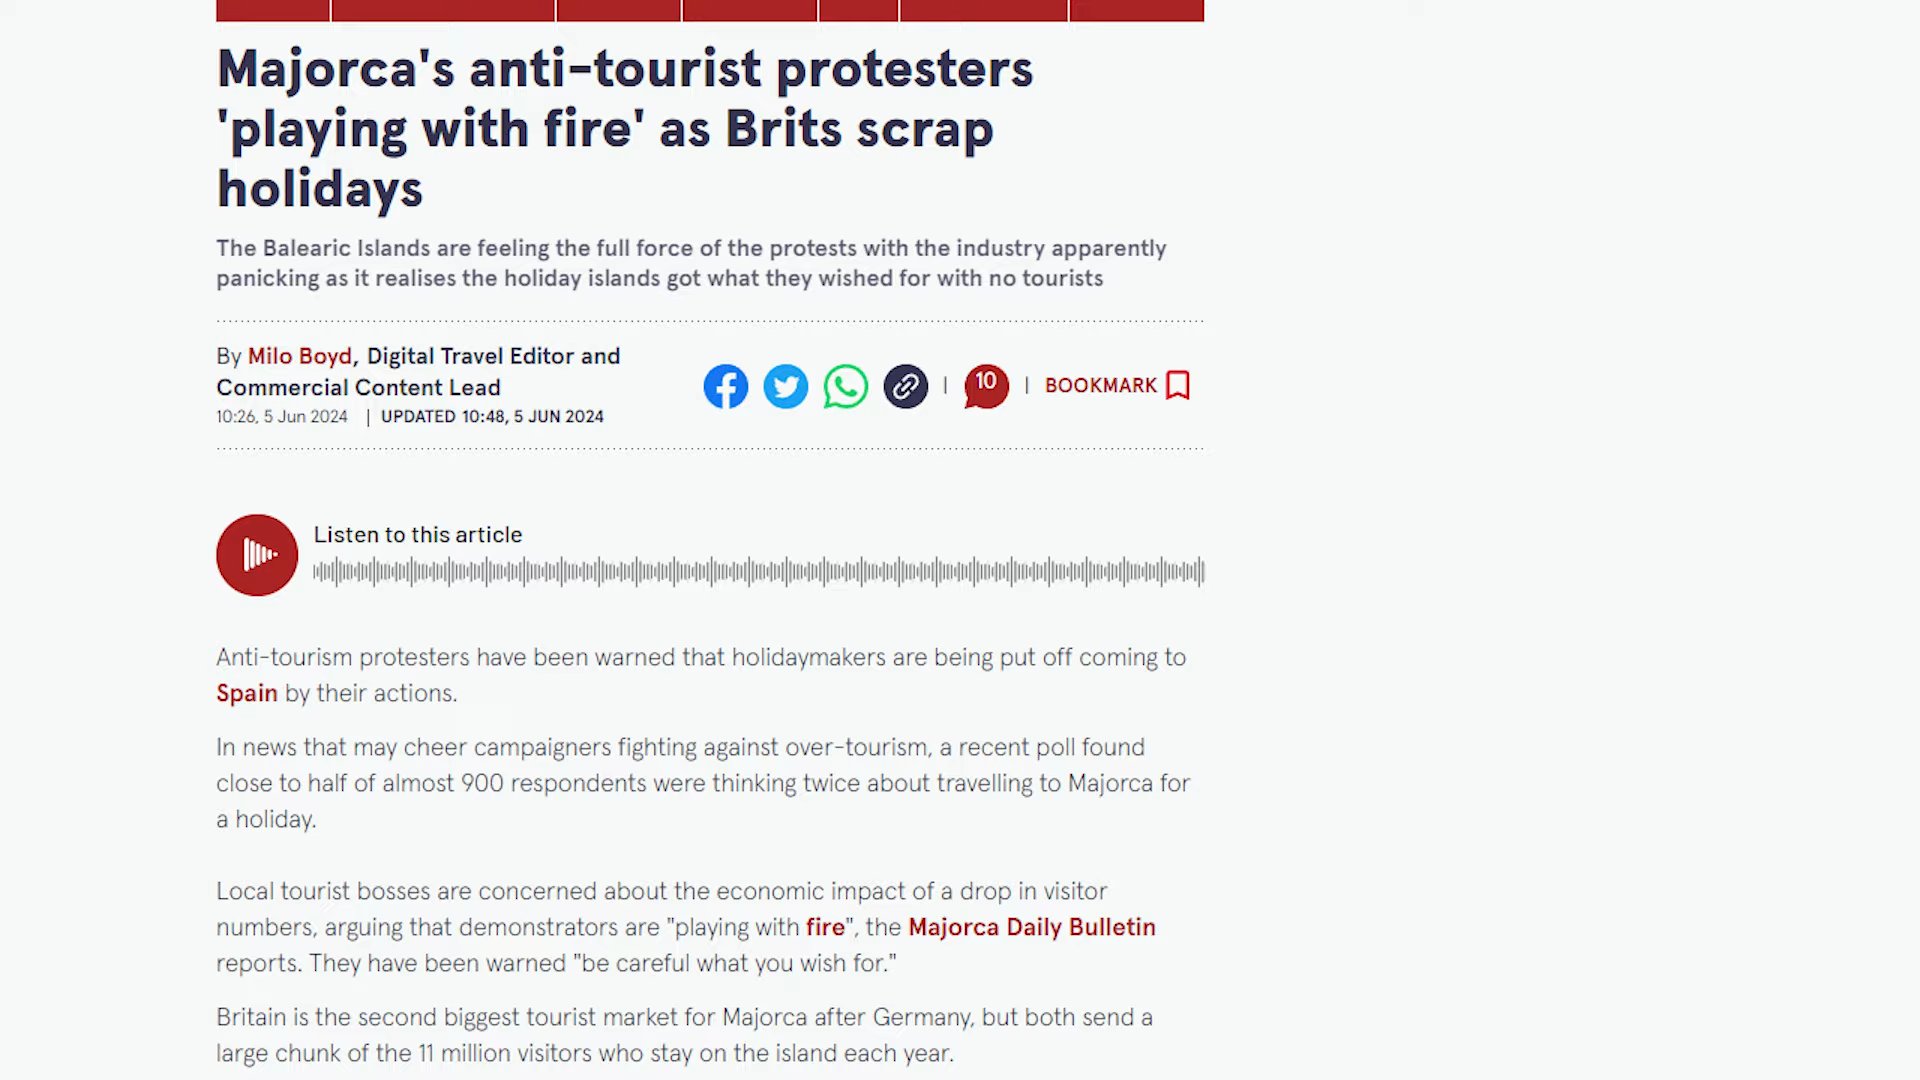 Majorca's anti-tourist protesters
'playing with fire' as Brits scrap
holidays
The Balearic Islands are feeling the full force of the protests with the industry apparently
panicking as it realises the holiday islands got what they wished for with no tourists
By Milo Boyd, Digital Travel Editor and
Commercial Content Lead
10:26, 5 Jun 2024 | UPDATED 10:48, 5 JUN 2024
| 10 | BOOKMARK
Listen to this article
Anti-tourism protesters have been warned that holidaymakers are being put off coming to
Spain by their actions.
In news that may cheer campaigners fighting against over-tourism, a recent poll found
close to half of almost 900 respondents were thinking twice about travelling to Majorca for
a holiday.
Local tourist bosses are concerned about the economic impact of a drop in visitor
numbers, arguing that demonstrators are "playing with fire", the Majorca Daily Bulletin
reports. They have been warned "be careful what you wish for."
Britain is the second biggest tourist market for Majorca after Germany, but both send a
large chunk of the 11 million visitors who stay on the island each year.